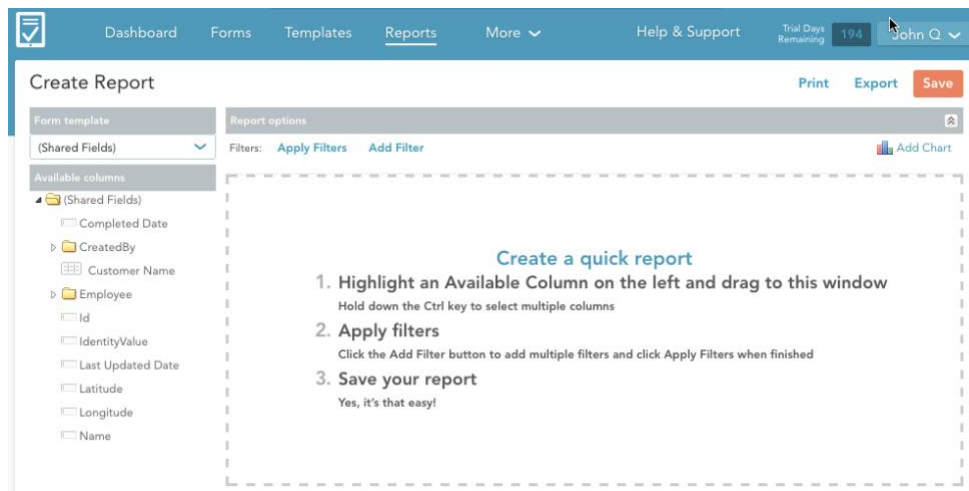 Dashboard Forms Templates Reports More Help & Support Trial Days Remaining 194 John Q
Create Report Print Export Save
Form template
Report options
(Shared Fields)
Filters: Apply Filters Add Filter Add Chart
Available columns
(Shared Fields)
Completed Date
CreatedBy
Customer Name
Employee
Id
IdentityValue
Last Updated Date
Latitude
Longitude
Name
Create a quick report
1. Highlight an Available Column on the left and drag to this window
Hold down the Ctrl key to select multiple columns
2. Apply filters
Click the Add Filter button to add multiple filters and click Apply Filters when finished
3. Save your report
Yes, it's that easy!